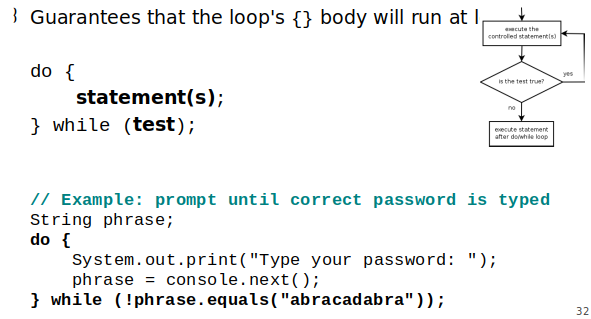 Guarantees that the loop's {} body will run at l
do {
statement(s);
} while (test);
execute the
controlled statement(s)
is the test true?
yes
no
execute statement
after do/while loop
// Example: prompt until correct password is typed
String phrase;
do {
System.out.print("Type your password: ");
phrase = console.next();
} while (!phrase.equals("abracadabra"));
32